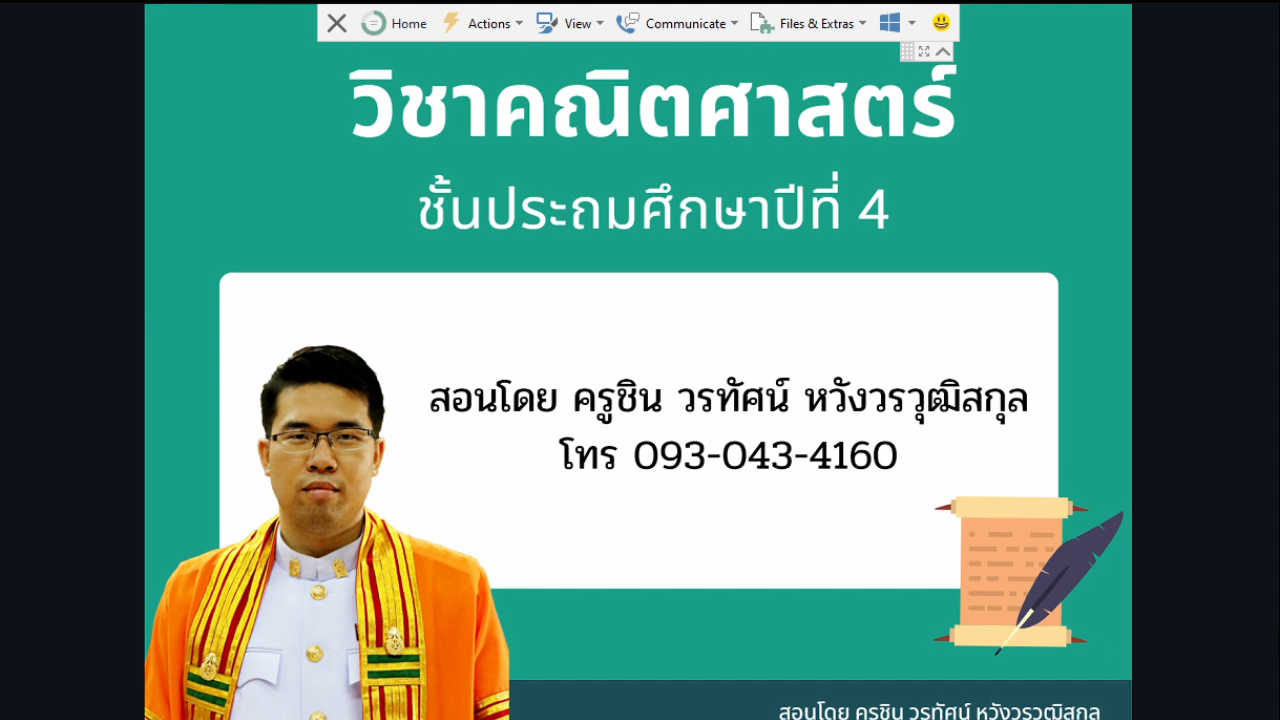 Home Actions View Communicate Files & Extras
วิชาคณิตศาสตร์
ชั้นประถมศึกษาปีที่ 4
สอนโดย ครูชิน วรทัศน์ หวังวรวุฒิสกุล
โทร 093-043-4160
สอนโดย ครูชิน วรทัศน์ หวังวรวุฒิสกุล